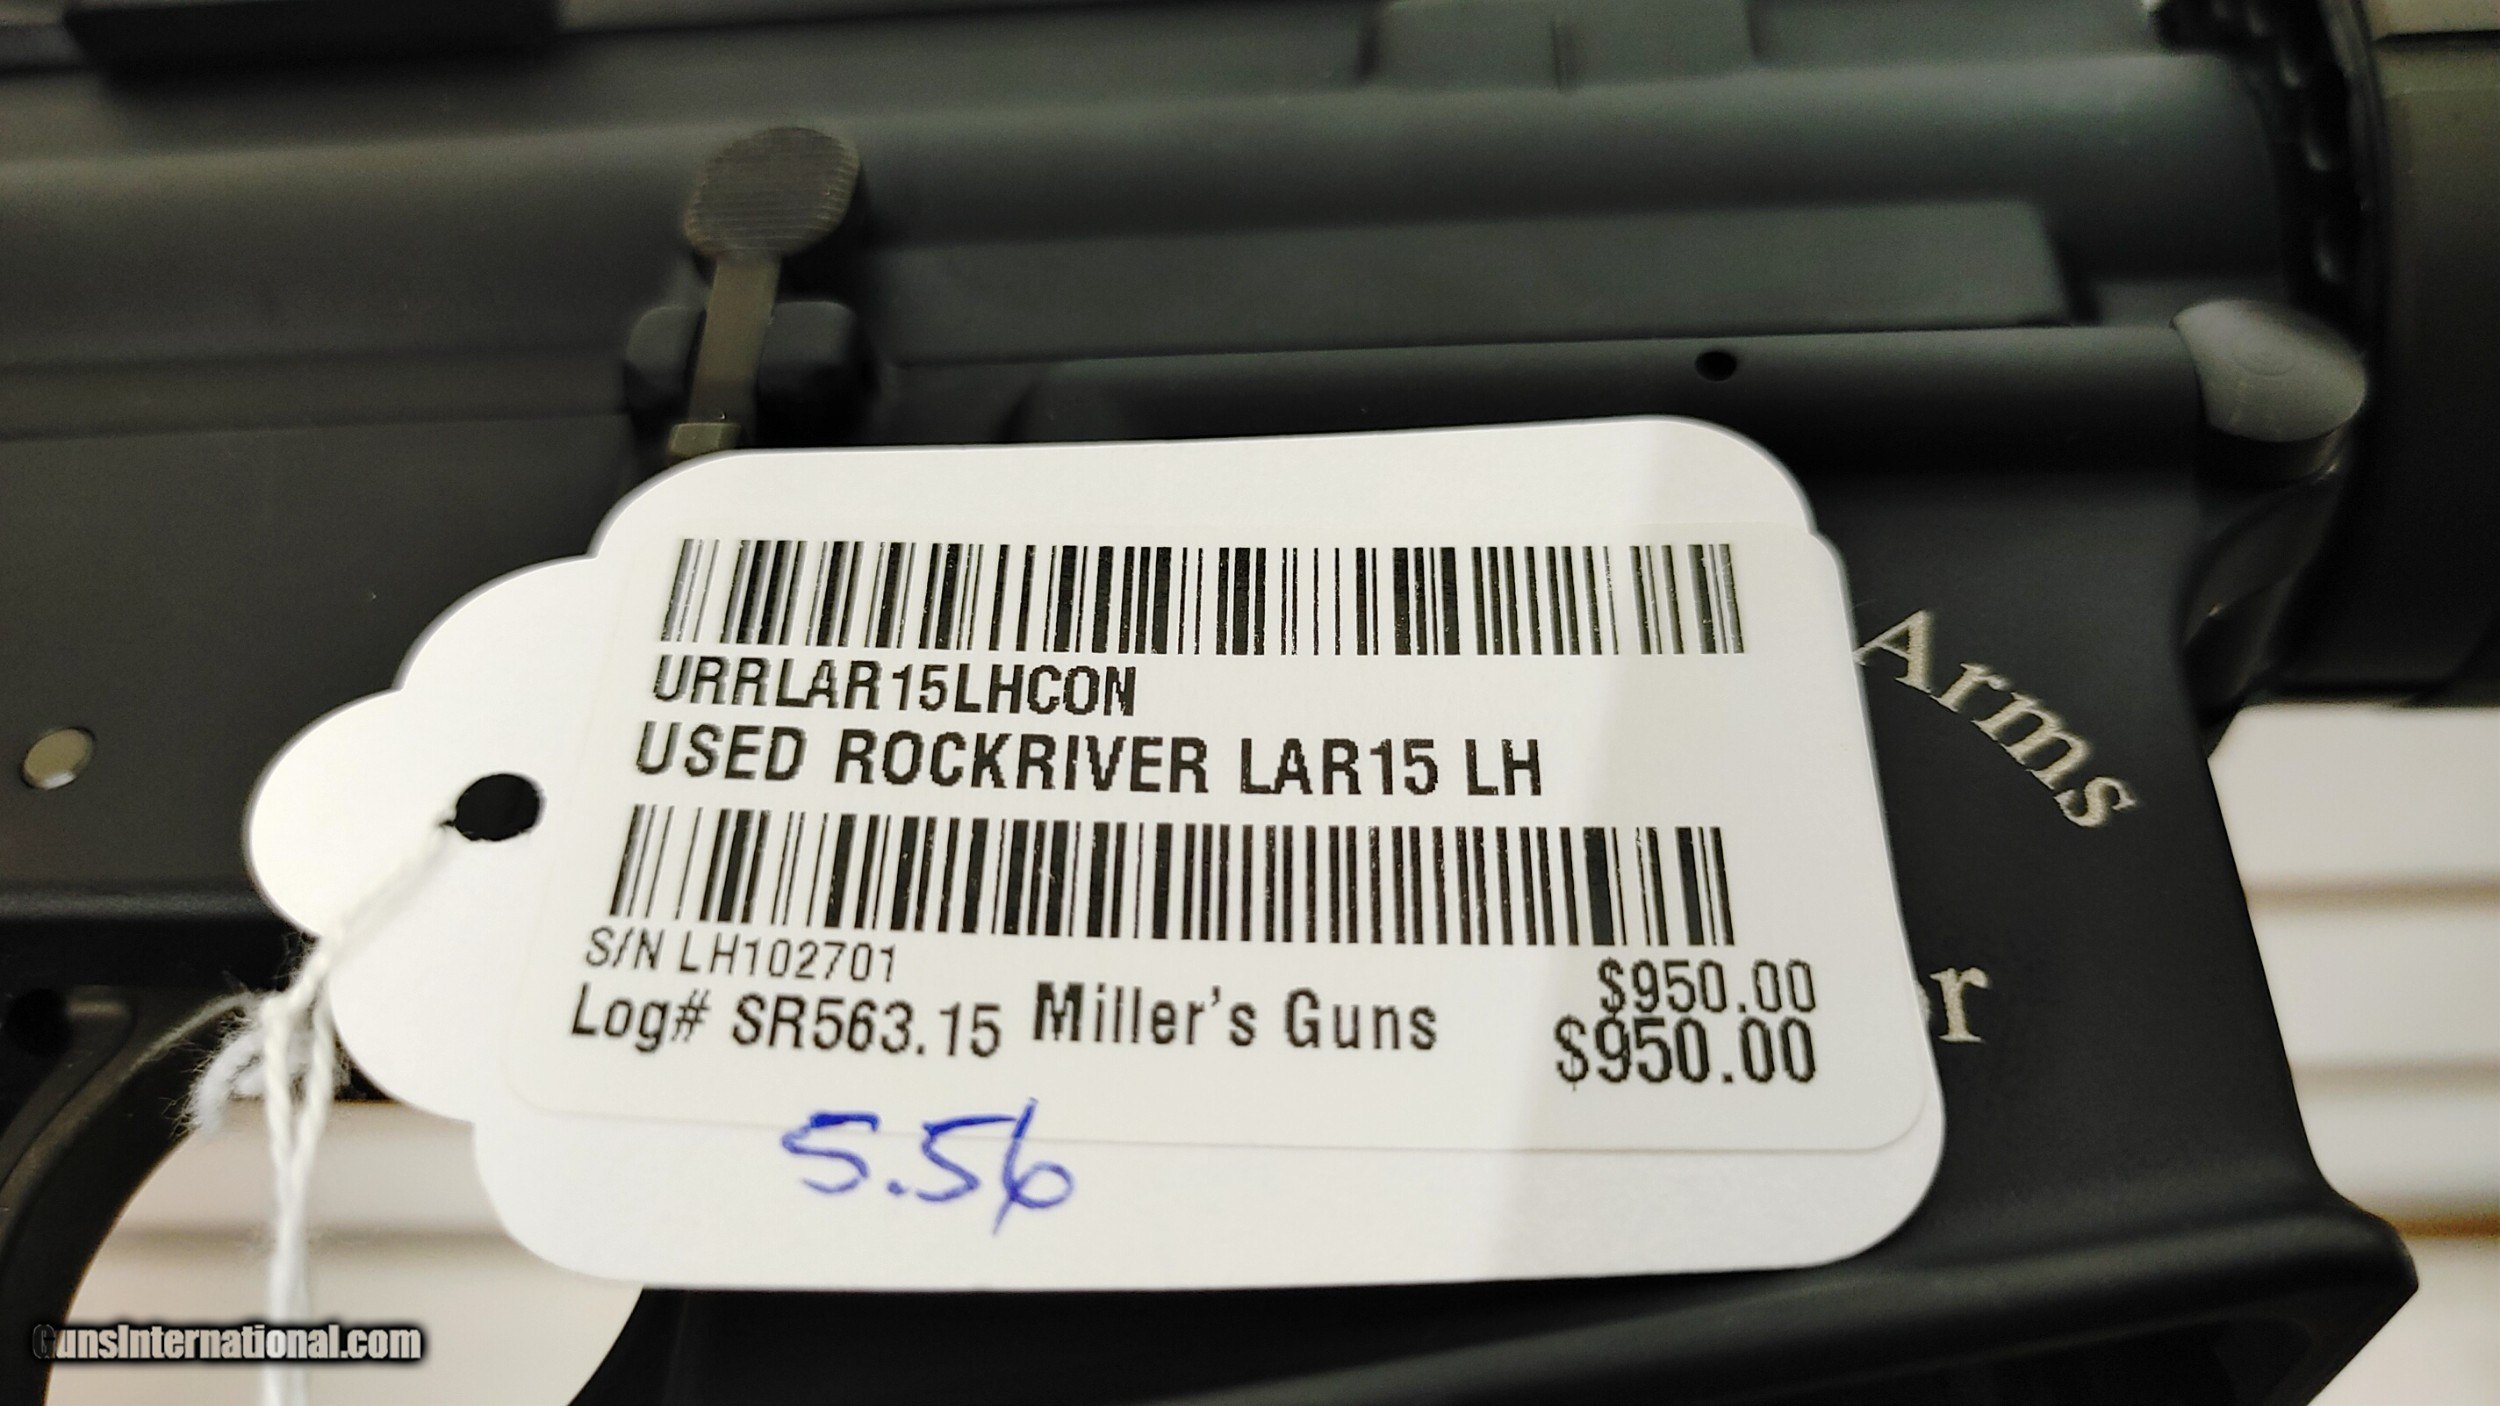 URRLAR15LHCON
USED ROCKRIVER LAR15 LH
S/N LH102701
$950.00
Log# SR563.15 Miller's Guns
$950.00
5.56
Arms
r
GunsInternational.com